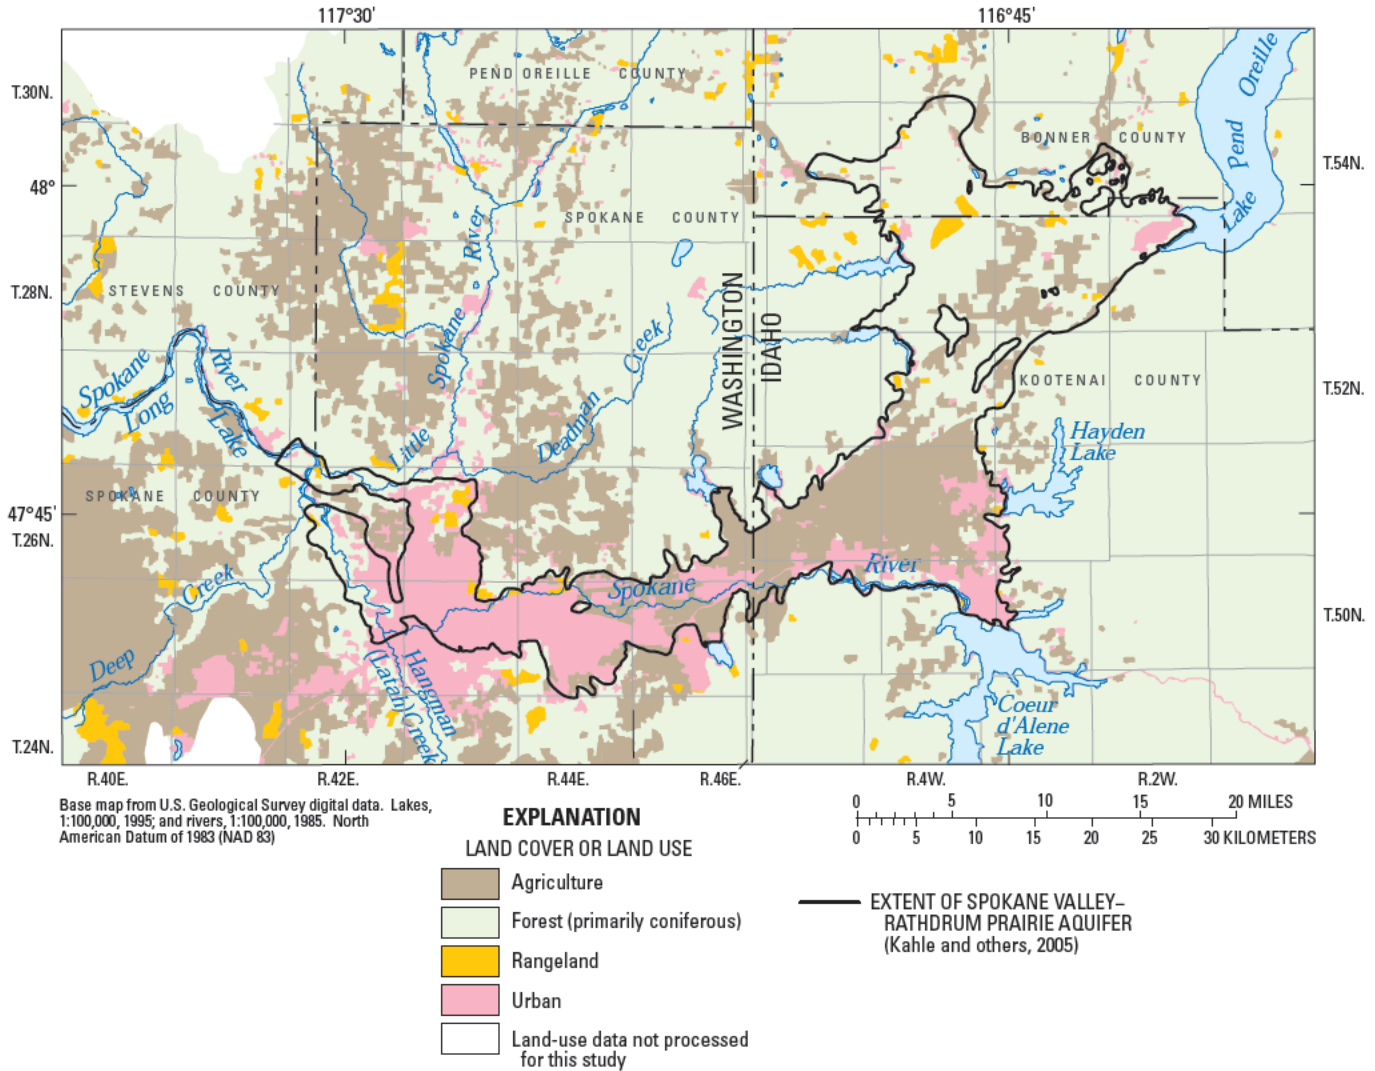 117°30'
116°45'
T.30N.
48°
T.28N.
47°45'
T.26N.
T.24N.
T.54N.
T.52N.
T.50N.
PEND OREILLE COUNTY
BONNER COUNTY
SPOKANE COUNTY
STEVENS COUNTY
KOOTENAI COUNTY
SPOKANE COUNTY
WASHINGTON
IDAHO
Lake Pend Oreille
Little Spokane River
Deadman Creek
Spokane River
Long Lake
Hayden
Lake
Spokane River
Deep Creek
Hangman
(Latah) Creek
Coeur
d'Alene
Lake
R.40E.
R.42E.
R.44E.
R.46E.
R.4W.
R.2W.
Base map from U.S. Geological Survey digital data. Lakes,
1:100,000, 1995; and rivers, 1:100,000, 1985. North
American Datum of 1983 (NAD 83)
0 5 10 15 20 MILES
0 5 10 15 20 25 30 KILOMETERS
EXPLANATION
LAND COVER OR LAND USE
Agriculture
Forest (primarily coniferous)
Rangeland
Urban
Land-use data not processed
for this study
EXTENT OF SPOKANE VALLEY–
RATHDRUM PRAIRIE AQUIFER
(Kahle and others, 2005)